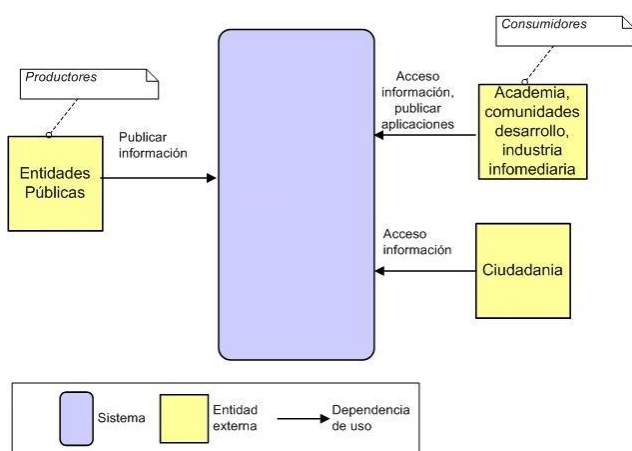 Productores
Entidades
Públicas
Publicar
información
Consumidores
Acceso
información,
publicar
aplicaciones
Academia,
comunidades
desarrollo,
industria
infomediaria
Acceso
información
Ciudadania
Sistema
Entidad
externa
Dependencia
de uso